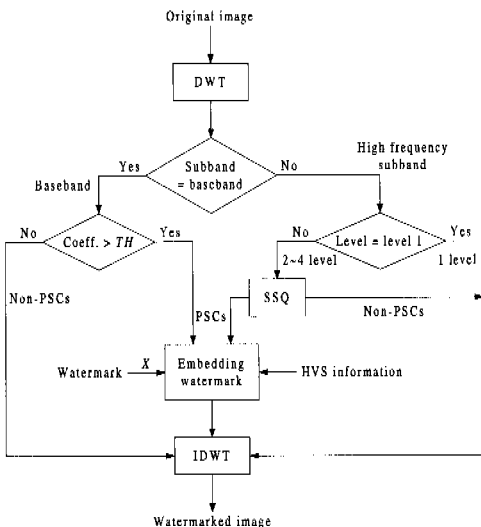 Original image
DWT
High frequency
subband
Yes
Subband
= baseband
No
Baseband
No
Coeff. > TH
Yes
No
Level = level 1
Yes
2~4 level
1 level
SSQ
Non-PSCs
PSCs
Non-PSCs
Watermark
X
Embedding
watermark
HVS information
IDWT
Watermarked image